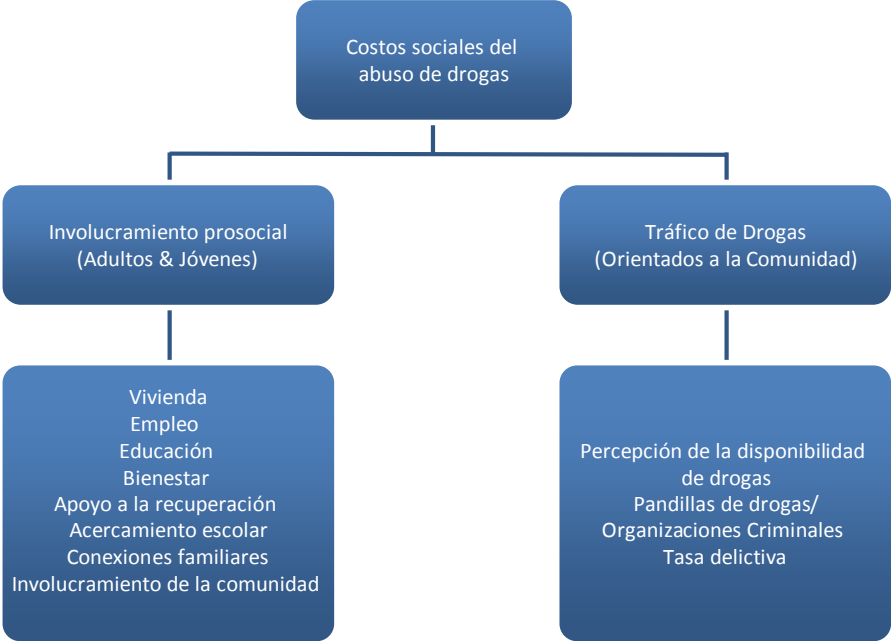 Costos sociales del
abuso de drogas
Involucramiento prosocial
(Adultos & Jóvenes)
Tráfico de Drogas
(Orientados a la Comunidad)
Vivienda
Empleo
Educación
Bienestar
Apoyo a la recuperación
Acercamiento escolar
Conexiones familiares
Involucramiento de la comunidad
Percepción de la disponibilidad
de drogas
Pandillas de drogas/
Organizaciones Criminales
Tasa delictiva